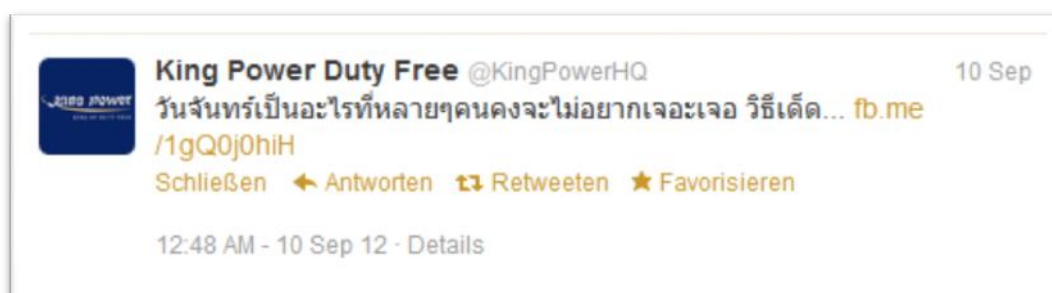 King Power Duty Free @KingPowerHQ 10 Sep
king power
วันจันทร์เป็นอะไรที่หลายๆคนคงจะไม่อยากเจอะเจอ วิธีเด็ด... fb.me
/1gQ0j0hiH
Schließen Antworten Retweeten Favorisieren
12:48 AM - 10 Sep 12 · Details